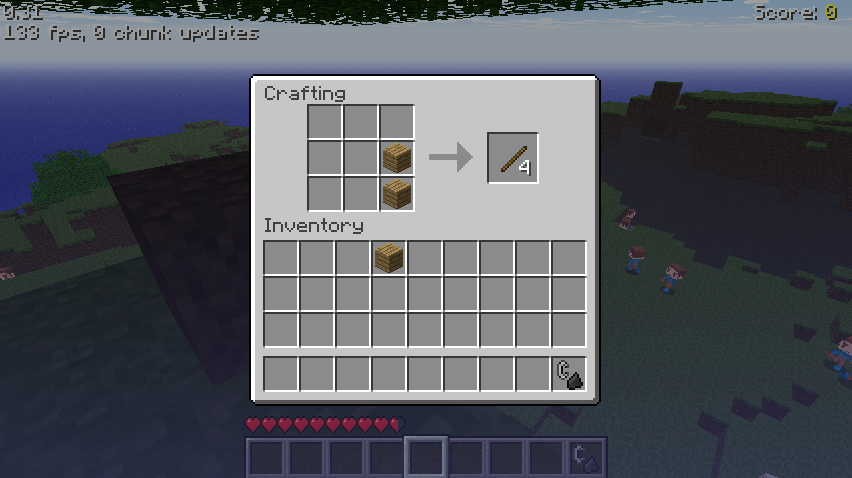 0.31
Score: 0
133 fps, 0 chunk updates
Crafting
4
Inventory